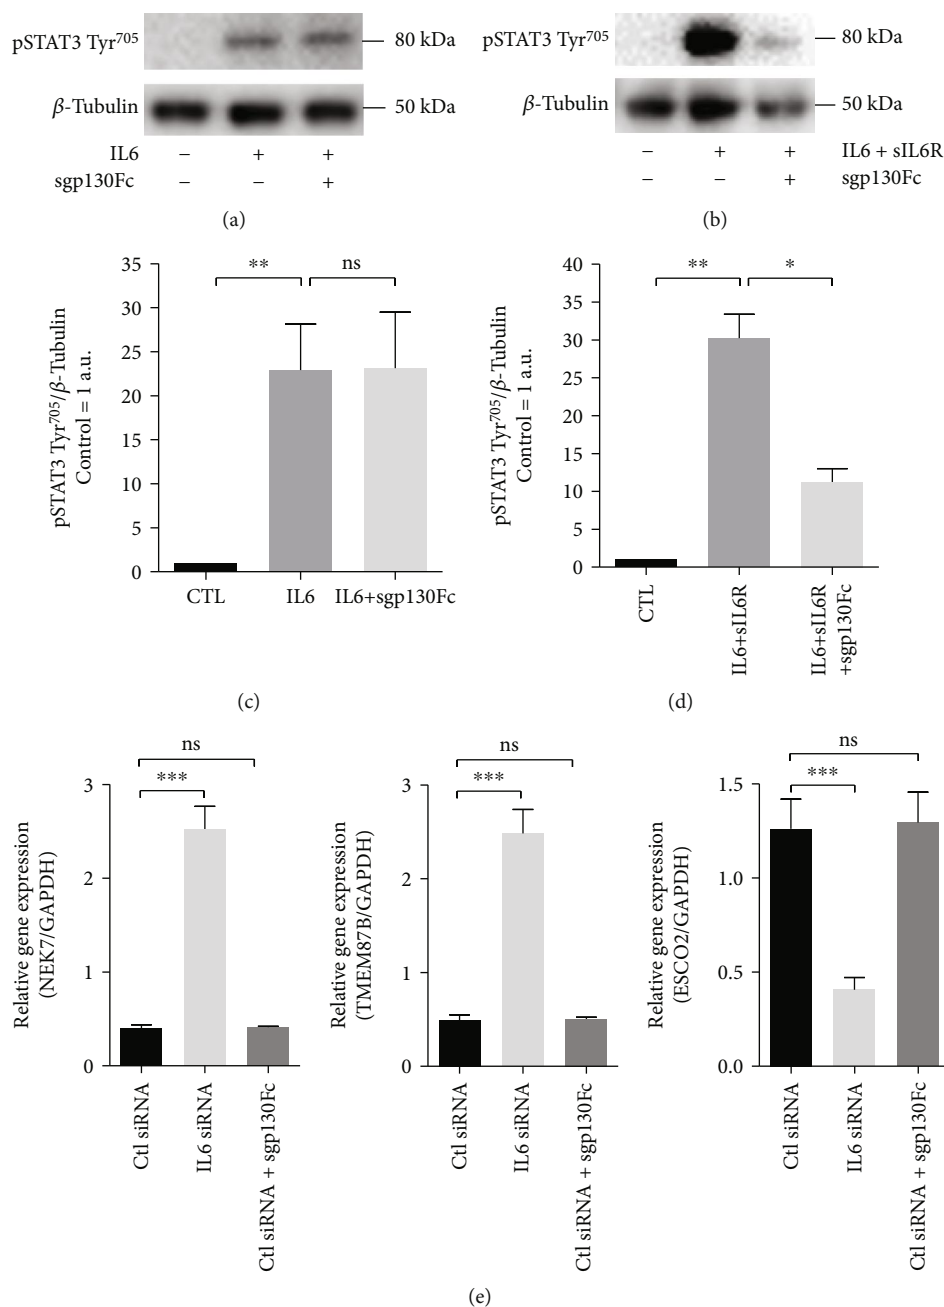 pSTAT3 Tyr⁷⁰⁵
80 kDa
β-Tubulin
50 kDa
IL6 – + +
sgp130Fc – – +
(a)
pSTAT3 Tyr⁷⁰⁵
80 kDa
β-Tubulin
50 kDa
– + + IL6 + sIL6R
– – + sgp130Fc
(b)
pSTAT3 Tyr⁷⁰⁵/β-Tubulin
Control = 1 a.u.
35
30
25
20
15
10
5
0
** ns
CTL IL6 IL6+sgp130Fc
(c)
pSTAT3 Tyr⁷⁰⁵/β-Tubulin
Control = 1 a.u.
40
35
30
25
20
15
10
5
0
** *
CTL
IL6+sIL6R
IL6+sIL6R
+sgp130Fc
(d)
Relative gene expression
(NEK7/GAPDH)
3
2
1
0
ns
***
Ctl siRNA
IL6 siRNA
Ctl siRNA + sgp130Fc
Relative gene expression
(TMEM87B/GAPDH)
3
2
1
0
ns
***
Ctl siRNA
IL6 siRNA
Ctl siRNA + sgp130Fc
Relative gene expression
(ESCO2/GAPDH)
1.5
1.0
0.5
0.0
ns
***
Ctl siRNA
IL6 siRNA
Ctl siRNA + sgp130Fc
(e)